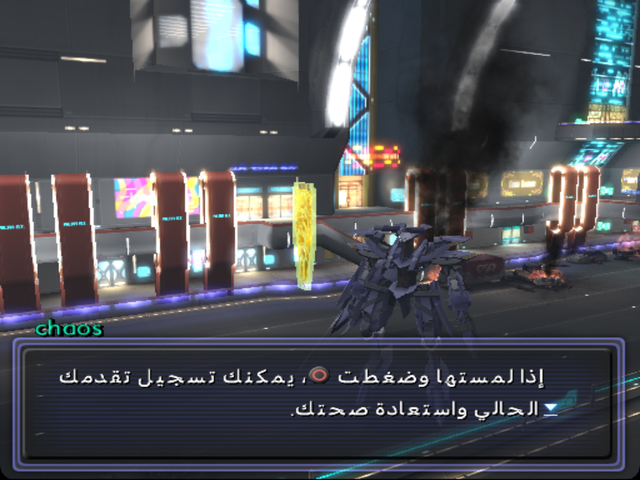 chaos
إذا لمستها وضغطت ⭕، يمكنك تسجيل تقدمك
الحالي واستعادة صحتك.